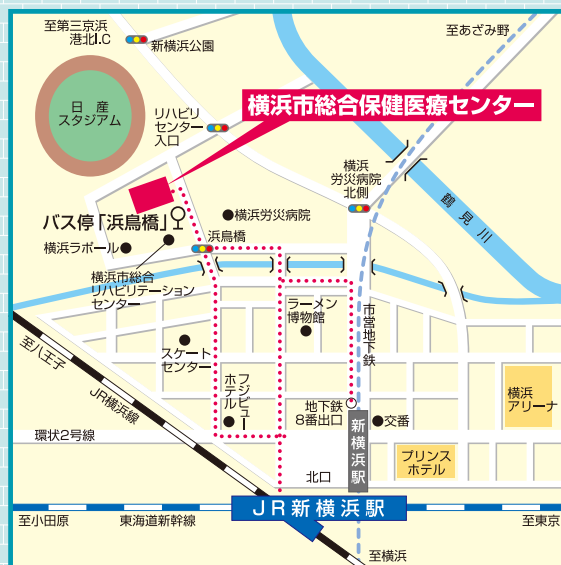 至第三京浜
港北I.C
新横浜公園
至あざみ野
日産
スタジアム
リハビリ
センター
入口
横浜市総合保健医療センター
横浜
労災病院
北側
鶴見川
バス停「浜鳥橋」
横浜労災病院
浜鳥橋
横浜ラポール
横浜市総合
リハビリテーション
センター
ラーメン
博物館
市営地下鉄
至八王子
スケート
センター
JR横浜線
フジビュー
ホテル
地下鉄
8番出口
交番
横浜
アリーナ
環状2号線
新横浜駅
プリンス
ホテル
北口
JR新横浜駅
至小田原
東海道新幹線
至東京
至横浜